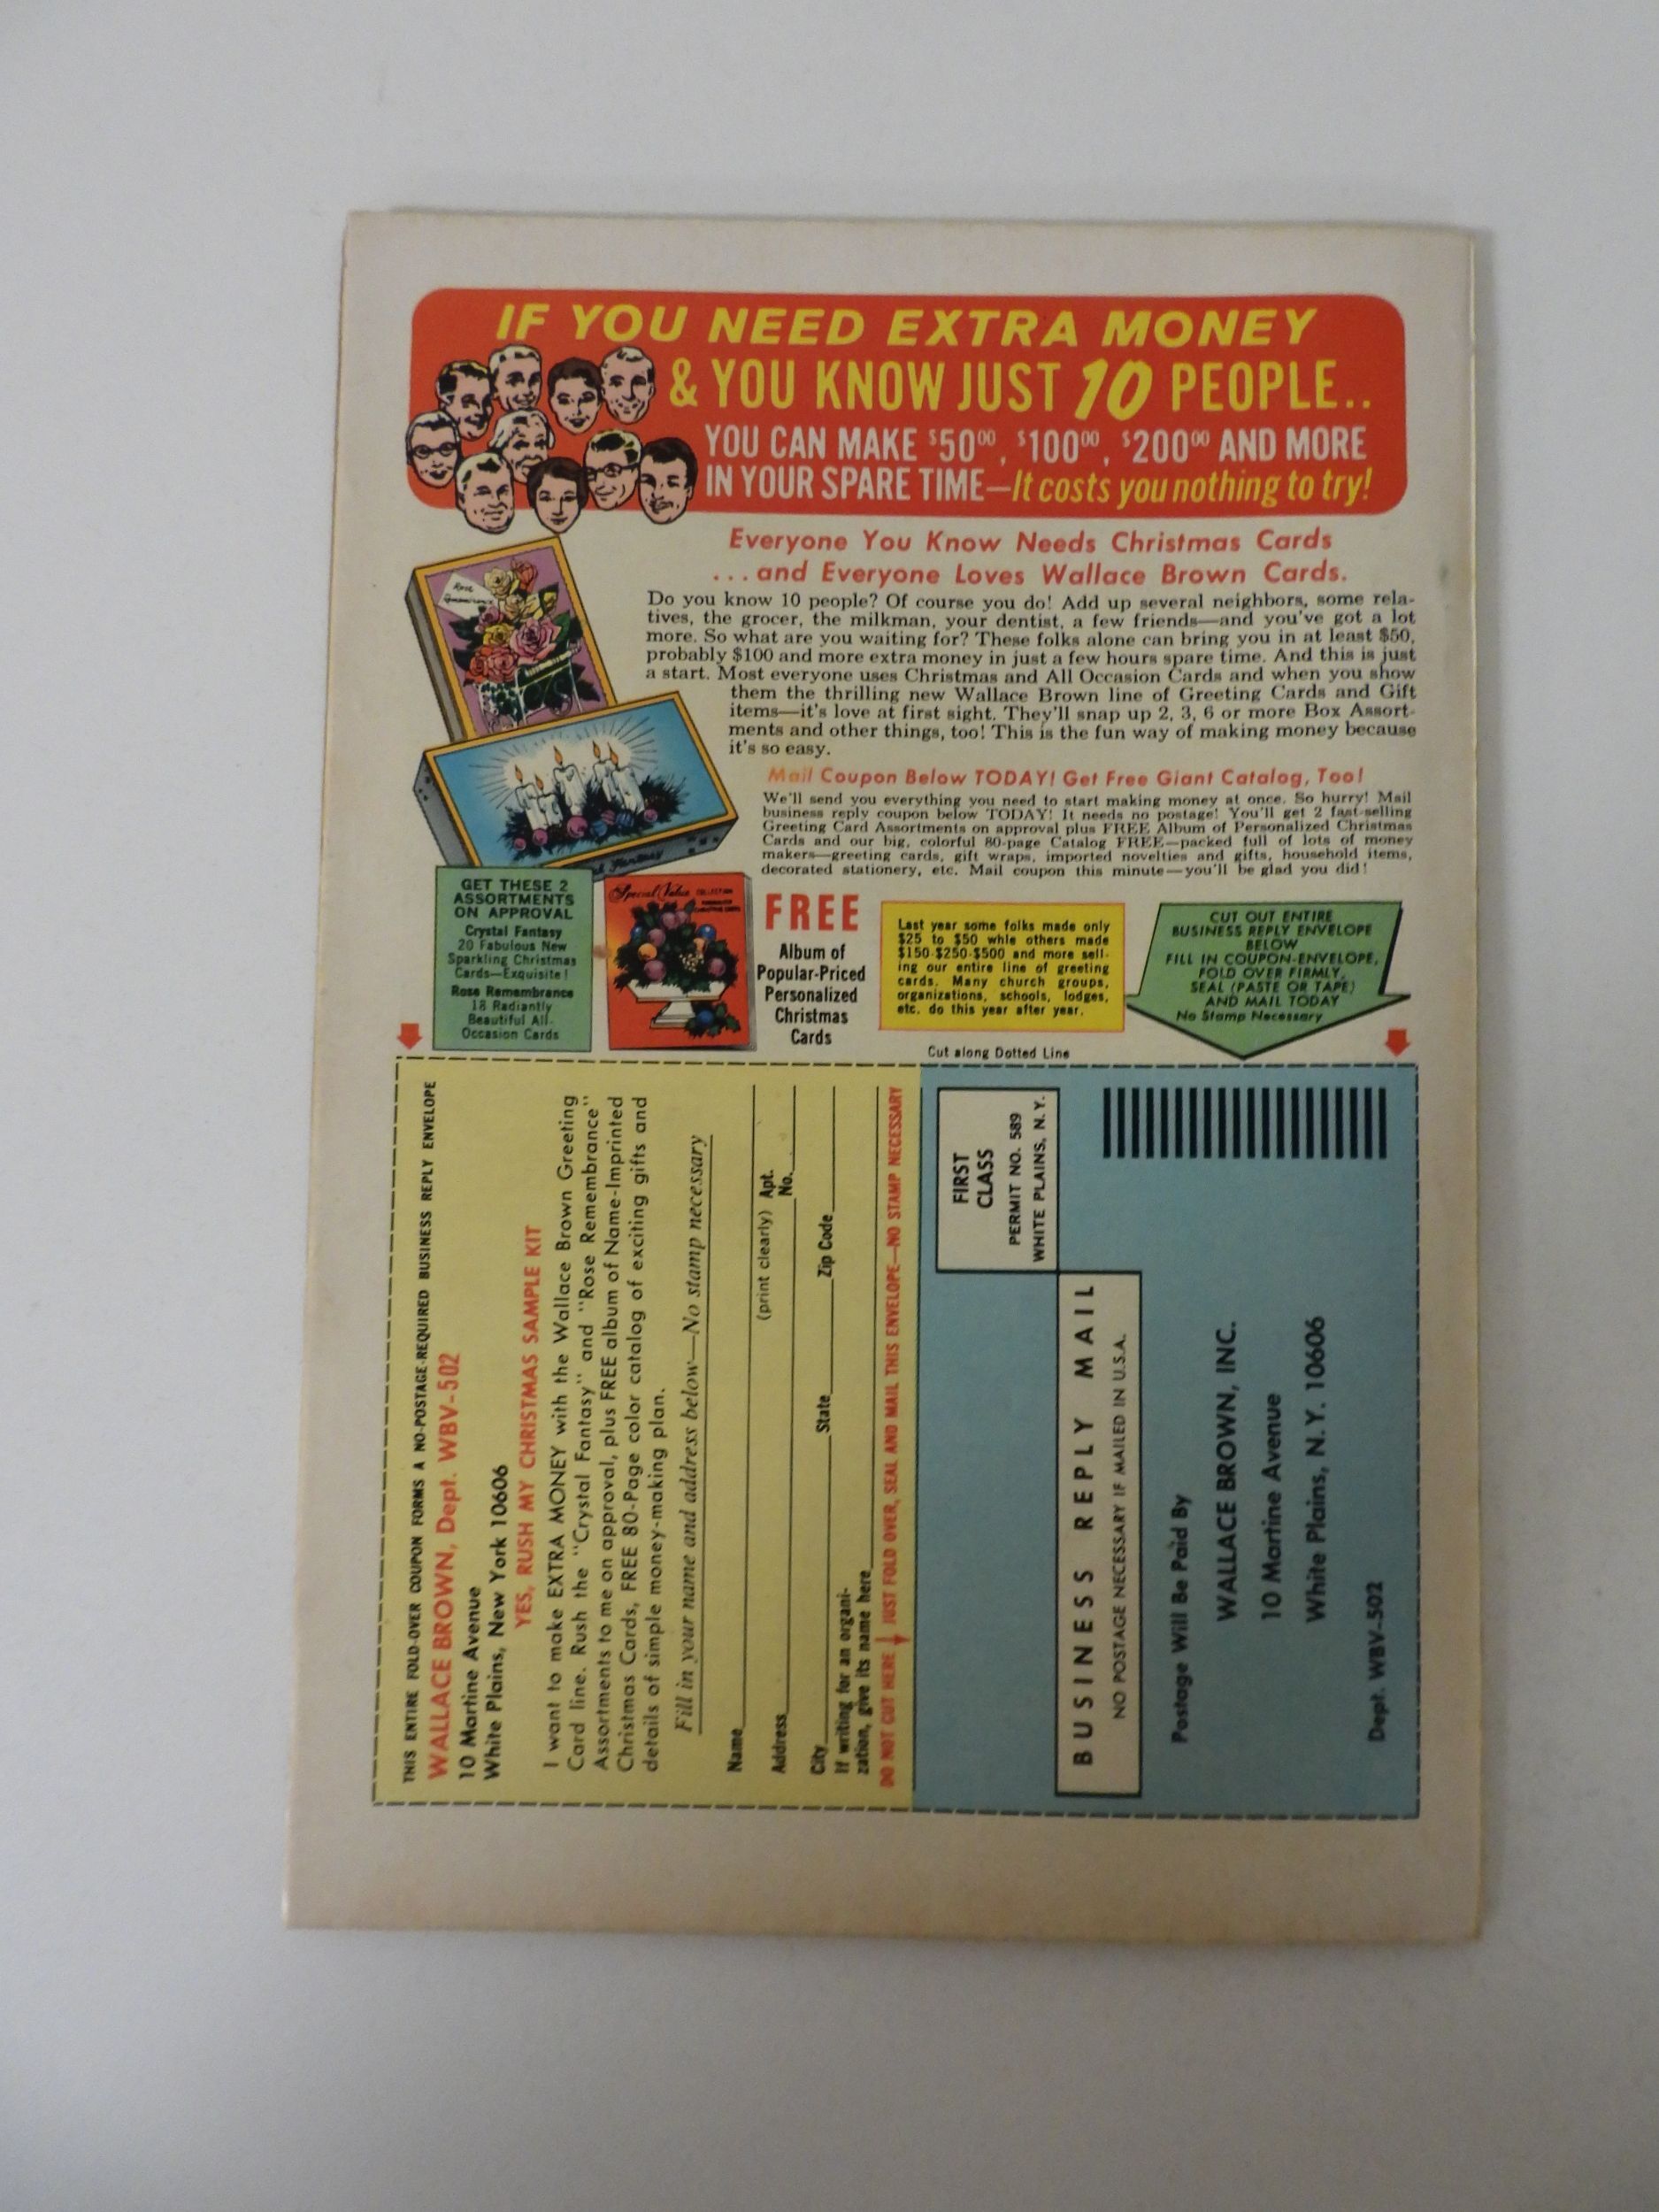 IF YOU NEED EXTRA MONEY
& YOU KNOW JUST 10 PEOPLE..
YOU CAN MAKE $50⁰⁰, $100⁰⁰, $200⁰⁰ AND MORE
IN YOUR SPARE TIME—It costs you nothing to try!
Everyone You Know Needs Christmas Cards
...and Everyone Loves Wallace Brown Cards.
Do you know 10 people? Of course you do! Add up several neighbors, some rela-
tives, the grocer, the milkman, your dentist, a few friends—and you've got a lot
more. So what are you waiting for? These folks alone can bring you in at least $50,
probably $100 and more extra money in just a few hours spare time. And this is just
a start. Most everyone uses Christmas and All Occasion Cards and when you show
them the thrilling new Wallace Brown line of Greeting Cards and Gift
items—it's love at first sight. They'll snap up 2, 3, 6 or more Box Assort-
ments and other things, too! This is the fun way of making money because
it's so easy.
Rose
Remembrance
Mail Coupon Below TODAY! Get Free Giant Catalog, Too!
We'll send you everything you need to start making money at once. So hurry! Mail
business reply coupon below TODAY! It needs no postage! You'll get 2 fast-selling
Greeting Card Assortments on approval plus FREE Album of Personalized Christmas
Cards and our big, colorful 80-page Catalog FREE—packed full of lots of money
makers—greeting cards, gift wraps, imported novelties and gifts, household items,
decorated stationery, etc. Mail coupon this minute—you'll be glad you did!
Fantasy
GET THESE 2
ASSORTMENTS
ON APPROVAL
Crystal Fantasy
20 Fabulous New
Sparkling Christmas
Cards—Exquisite!
Rose Remembrance
18 Radiantly
Beautiful All-
Occasion Cards
Special Value COLLECTION
FREE
Album of
Popular-Priced
Personalized
Christmas
Cards
Last year some folks made only
$25 to $50 whle others made
$150-$250-$500 and more sell-
ing our entire line of greeting
cards. Many church groups,
organizations, schools, lodges,
etc. do this year after year.
CUT OUT ENTIRE
BUSINESS REPLY ENVELOPE
BELOW
FILL IN COUPON-ENVELOPE,
FOLD OVER FIRMLY,
SEAL (PASTE OR TAPE)
AND MAIL TODAY
No Stamp Necessary
Cut along Dotted Line
THIS ENTIRE FOLD-OVER COUPON FORMS A NO-POSTAGE-REQUIRED BUSINESS REPLY ENVELOPE
WALLACE BROWN, Dept. WBV-502
10 Martine Avenue
White Plains, New York 10606
YES, RUSH MY CHRISTMAS SAMPLE KIT
I want to make EXTRA MONEY with the Wallace Brown Greeting
Card line. Rush the "Crystal Fantasy" and "Rose Remembrance"
Assortments to me on approval, plus FREE album of Name-Imprinted
Christmas Cards, FREE 80-Page color catalog of exciting gifts and
details of simple money-making plan.
Fill in your name and address below—No stamp necessary
Name
(print clearly)
Address Apt. No.
City State Zip Code
If writing for an organi-
zation, give its name here
DO NOT CUT HERE JUST FOLD OVER, SEAL AND MAIL THIS ENVELOPE—NO STAMP NECESSARY
FIRST
CLASS
PERMIT NO. 589
WHITE PLAINS, N.Y.
BUSINESS REPLY MAIL
NO POSTAGE NECESSARY IF MAILED IN U.S.A.
Postage Will Be Paid By
WALLACE BROWN, INC.
10 Martine Avenue
White Plains, N.Y. 10606
Dept. WBV-502